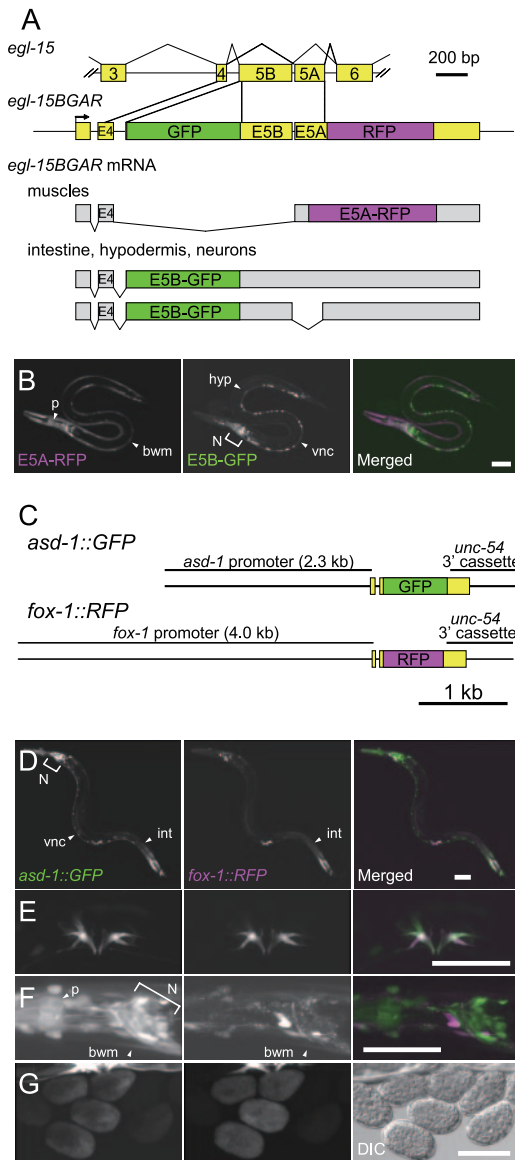 A
egl-15
3
4
5B
5A
6
200 bp
egl-15BGAR
E4
GFP
E5B
E5A
RFP
egl-15BGAR mRNA
muscles
E4
E5A-RFP
intestine, hypodermis, neurons
E4
E5B-GFP
E4
E5B-GFP
B
p
bwm
E5A-RFP
hyp
N
vnc
E5B-GFP
Merged
C
asd-1::GFP
asd-1 promoter (2.3 kb)
unc-54
3' cassette
GFP
fox-1::RFP
fox-1 promoter (4.0 kb)
unc-54
3' cassette
RFP
1 kb
D
N
vnc
int
asd-1::GFP
int
fox-1::RFP
Merged
E
F
p
N
bwm
bwm
G
DIC